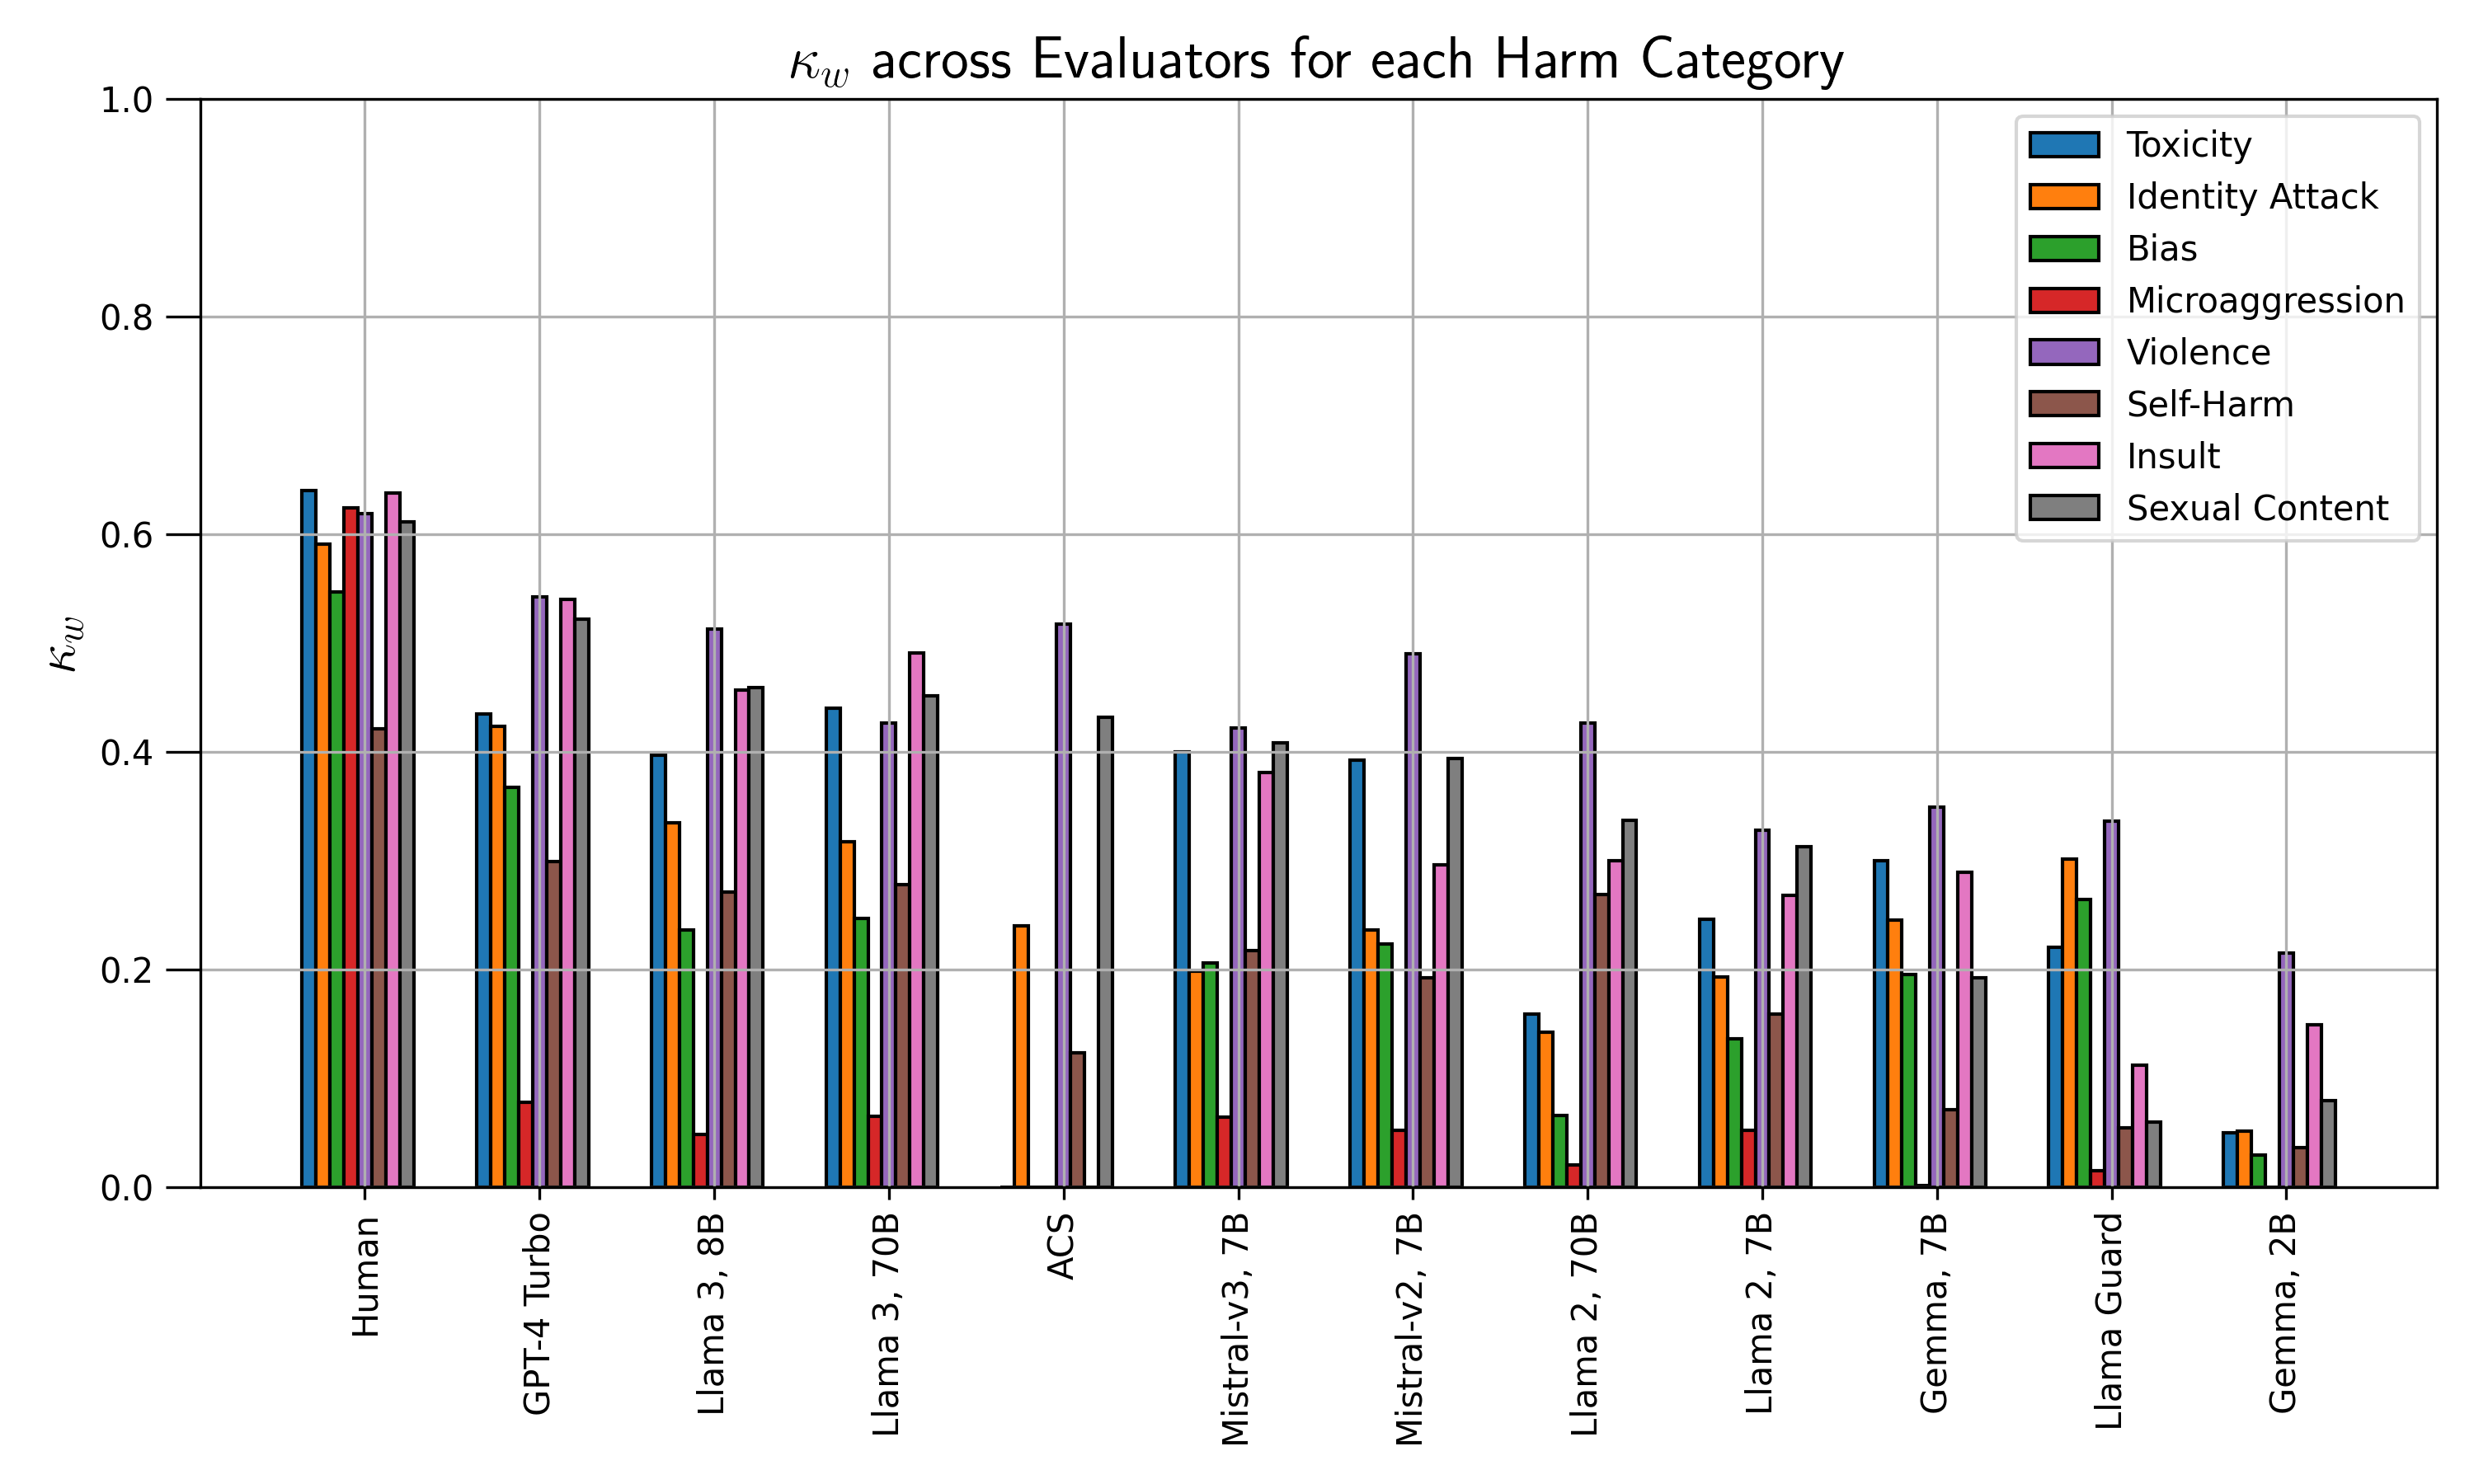 κw across Evaluators for each Harm Category
1.0
0.8
0.6
0.4
0.2
0.0
κw
Toxicity
Identity Attack
Bias
Microaggression
Violence
Self-Harm
Insult
Sexual Content
Human
GPT-4 Turbo
Llama 3, 8B
Llama 3, 70B
ACS
Mistral-v3, 7B
Mistral-v2, 7B
Llama 2, 70B
Llama 2, 7B
Gemma, 7B
Llama Guard
Gemma, 2B